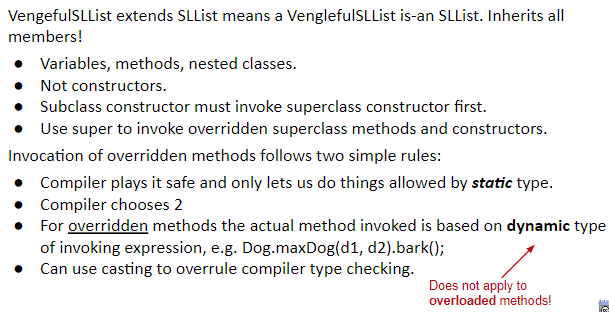 VengefulSLList extends SLList means a VenglefulSLList is-an SLList. Inherits all
members!
● Variables, methods, nested classes.
● Not constructors.
● Subclass constructor must invoke superclass constructor first.
● Use super to invoke overridden superclass methods and constructors.
Invocation of overridden methods follows two simple rules:
● Compiler plays it safe and only lets us do things allowed by static type.
● Compiler chooses 2
● For overridden methods the actual method invoked is based on dynamic type
of invoking expression, e.g. Dog.maxDog(d1, d2).bark();
● Can use casting to overrule compiler type checking.
Does not apply to
overloaded methods!